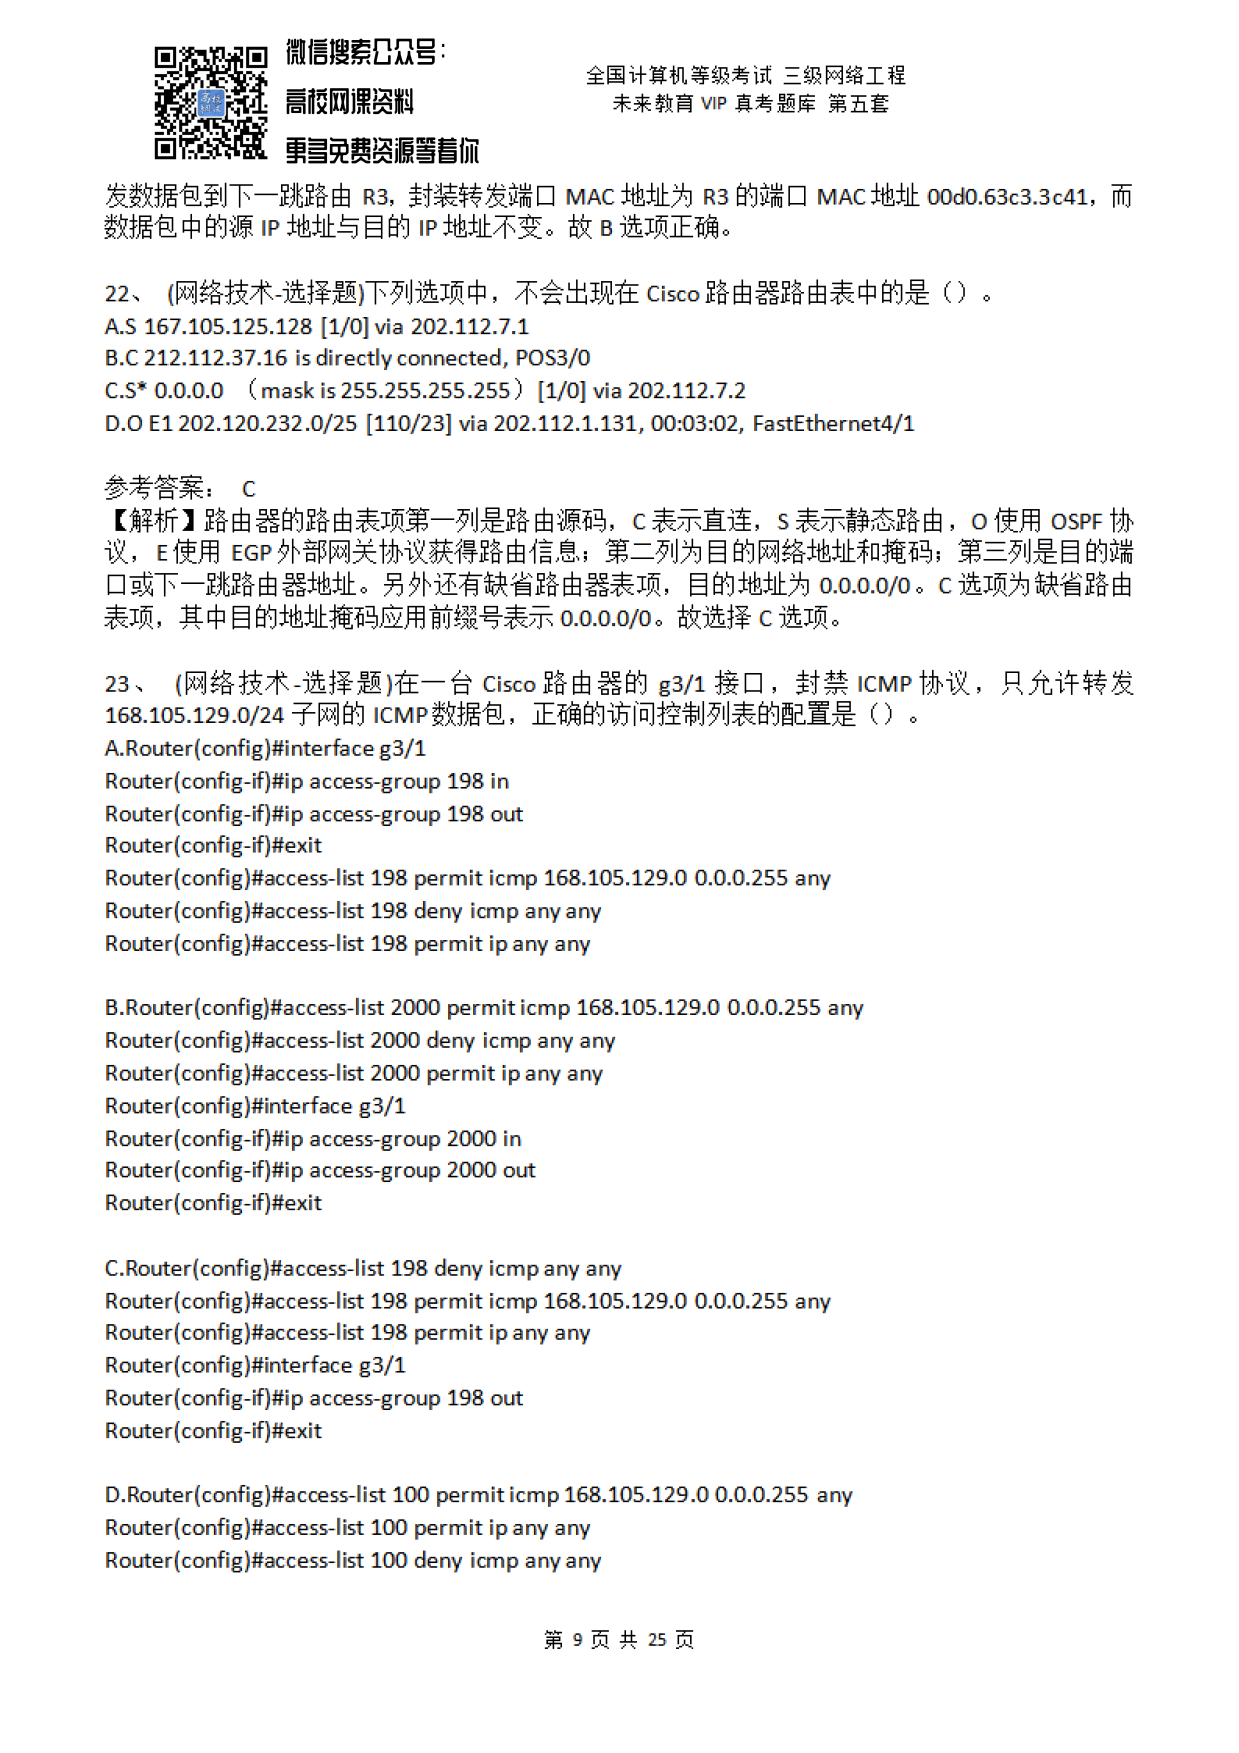 微信搜索公众号：
高校网课资料
更多免费资源等着你
全国计算机等级考试 三级网络工程
未来教育 VIP 真考题库 第五套
发数据包到下一跳路由 R3，封装转发端口 MAC 地址为 R3 的端口 MAC 地址 00d0.63c3.3c41，而
数据包中的源 IP 地址与目的 IP 地址不变。故 B 选项正确。
22、 (网络技术-选择题)下列选项中，不会出现在 Cisco 路由器路由表中的是（）。
A.S 167.105.125.128 [1/0] via 202.112.7.1
B.C 212.112.37.16 is directly connected, POS3/0
C.S* 0.0.0.0 （mask is 255.255.255.255）[1/0] via 202.112.7.2
D.O E1 202.120.232.0/25 [110/23] via 202.112.1.131, 00:03:02, FastEthernet4/1
参考答案： C
【解析】路由器的路由表项第一列是路由源码，C 表示直连，S 表示静态路由，O 使用 OSPF 协
议，E 使用 EGP 外部网关协议获得路由信息；第二列为目的网络地址和掩码；第三列是目的端
口或下一跳路由器地址。另外还有缺省路由器表项，目的地址为 0.0.0.0/0。C 选项为缺省路由
表项，其中目的地址掩码应用前缀号表示 0.0.0.0/0。故选择 C 选项。
23、 (网络技术-选择题)在一台 Cisco 路由器的 g3/1 接口，封禁 ICMP 协议，只允许转发
168.105.129.0/24 子网的 ICMP 数据包，正确的访问控制列表的配置是（）。
A.Router(config)#interface g3/1
Router(config-if)#ip access-group 198 in
Router(config-if)#ip access-group 198 out
Router(config-if)#exit
Router(config)#access-list 198 permit icmp 168.105.129.0 0.0.0.255 any
Router(config)#access-list 198 deny icmp any any
Router(config)#access-list 198 permit ip any any
B.Router(config)#access-list 2000 permit icmp 168.105.129.0 0.0.0.255 any
Router(config)#access-list 2000 deny icmp any any
Router(config)#access-list 2000 permit ip any any
Router(config)#interface g3/1
Router(config-if)#ip access-group 2000 in
Router(config-if)#ip access-group 2000 out
Router(config-if)#exit
C.Router(config)#access-list 198 deny icmp any any
Router(config)#access-list 198 permit icmp 168.105.129.0 0.0.0.255 any
Router(config)#access-list 198 permit ip any any
Router(config)#interface g3/1
Router(config-if)#ip access-group 198 out
Router(config-if)#exit
D.Router(config)#access-list 100 permit icmp 168.105.129.0 0.0.0.255 any
Router(config)#access-list 100 permit ip any any
Router(config)#access-list 100 deny icmp any any
第 9 页 共 25 页